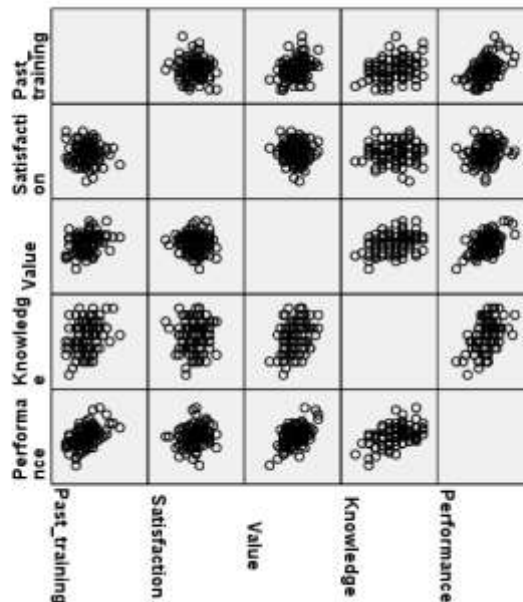 Past_
training
Satisfacti
on
Value
Knowledg
e
Performa
nce
Past_training
Satisfaction
Value
Knowledge
Performance